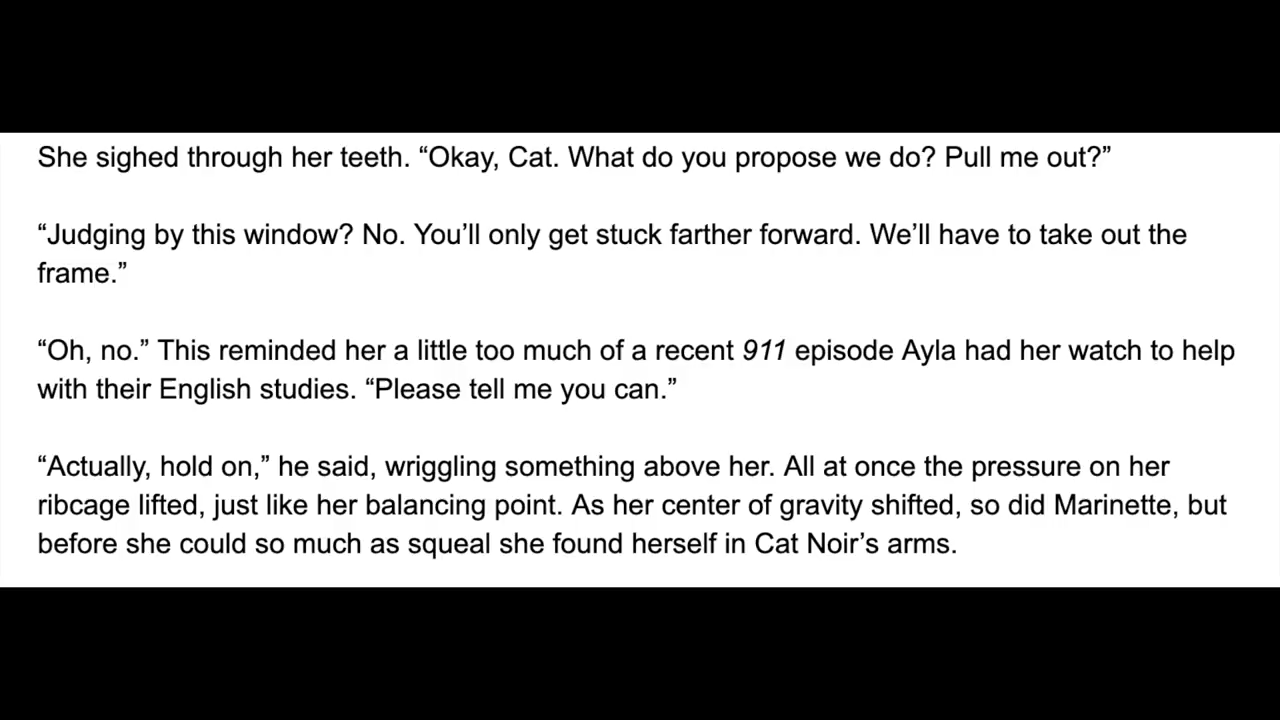 She sighed through her teeth. “Okay, Cat. What do you propose we do? Pull me out?”
“Judging by this window? No. You’ll only get stuck farther forward. We’ll have to take out the
frame.”
“Oh, no.” This reminded her a little too much of a recent 911 episode Ayla had her watch to help
with their English studies. “Please tell me you can.”
“Actually, hold on,” he said, wriggling something above her. All at once the pressure on her
ribcage lifted, just like her balancing point. As her center of gravity shifted, so did Marinette, but
before she could so much as squeal she found herself in Cat Noir’s arms.